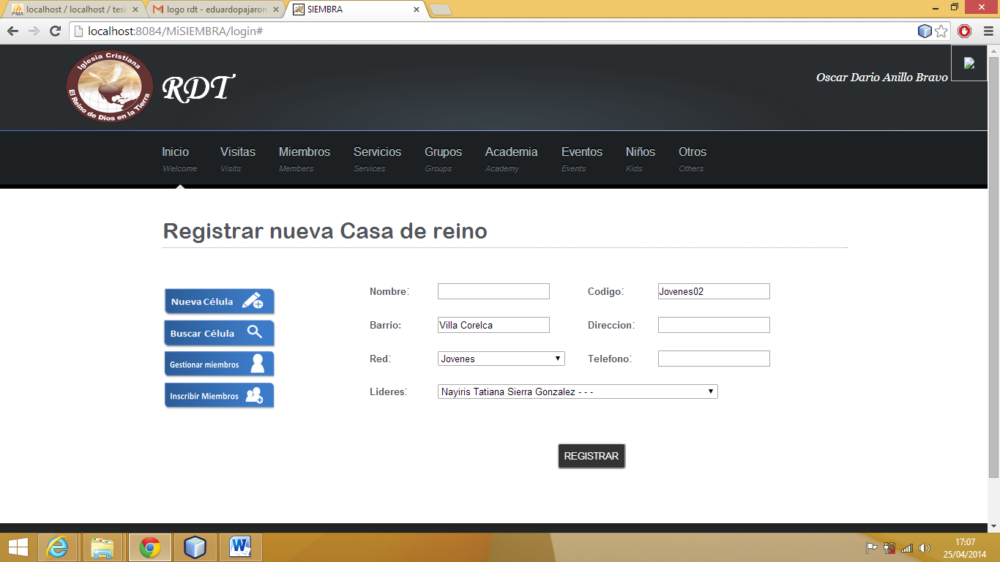 localhost / localhost / tesi
logo rdt - eduardopajaron
SIEMBRA
localhost:8084/MiSIEMBRA/login#
Iglesia Cristiana
El Reino de Dios en la Tierra
RDT
Oscar Dario Anillo Bravo
Inicio Visitas Miembros Servicios Grupos Academia Eventos Niños Otros
Welcome Visits Members Services Groups Academy Events Kids Others
Registrar nueva Casa de reino
Nueva Célula
Buscar Célula
Gestionar miembros
Inscribir Miembros
Nombre: Codigo: Jovenes02
Barrio: Villa Corelca Direccion:
Red: Jovenes Telefono:
Lideres: Nayiris Tatiana Sierra Gonzalez - - -
REGISTRAR
17:07
25/04/2014